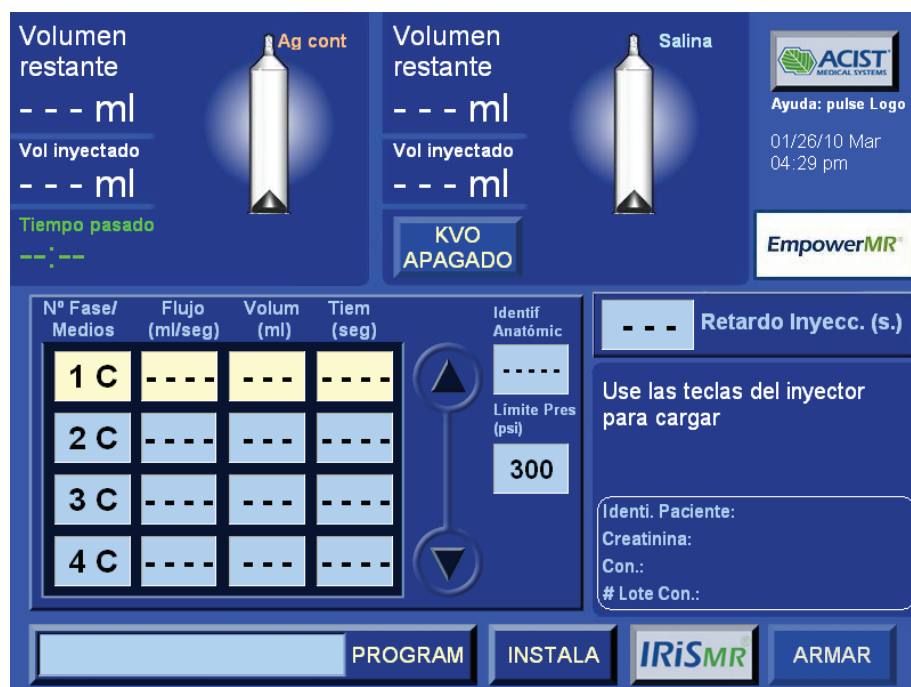 Volumen
restante
- - - ml
Vol inyectado
- - - ml
Tiempo pasado
--:--
Ag cont
Volumen
restante
- - - ml
Vol inyectado
- - - ml
KVO
APAGADO
Salina
ACIST
MEDICAL SYSTEMS
Ayuda: pulse Logo
01/26/10 Mar
04:29 pm
EmpowerMR®
Nº Fase/ Flujo Volum Tiem
Medios (ml/seg) (ml) (seg)
1 C - - - - - - - - - - -
2 C - - - - - - - - - - -
3 C - - - - - - - - - - -
4 C - - - - - - - - - - -
Identif
Anatómic
- - - - -
Límite Pres
(psi)
300
- - - Retardo Inyecc. (s.)
Use las teclas del inyector
para cargar
Identi. Paciente:
Creatinina:
Con.:
# Lote Con.:
PROGRAM INSTALA IRiSMR ARMAR